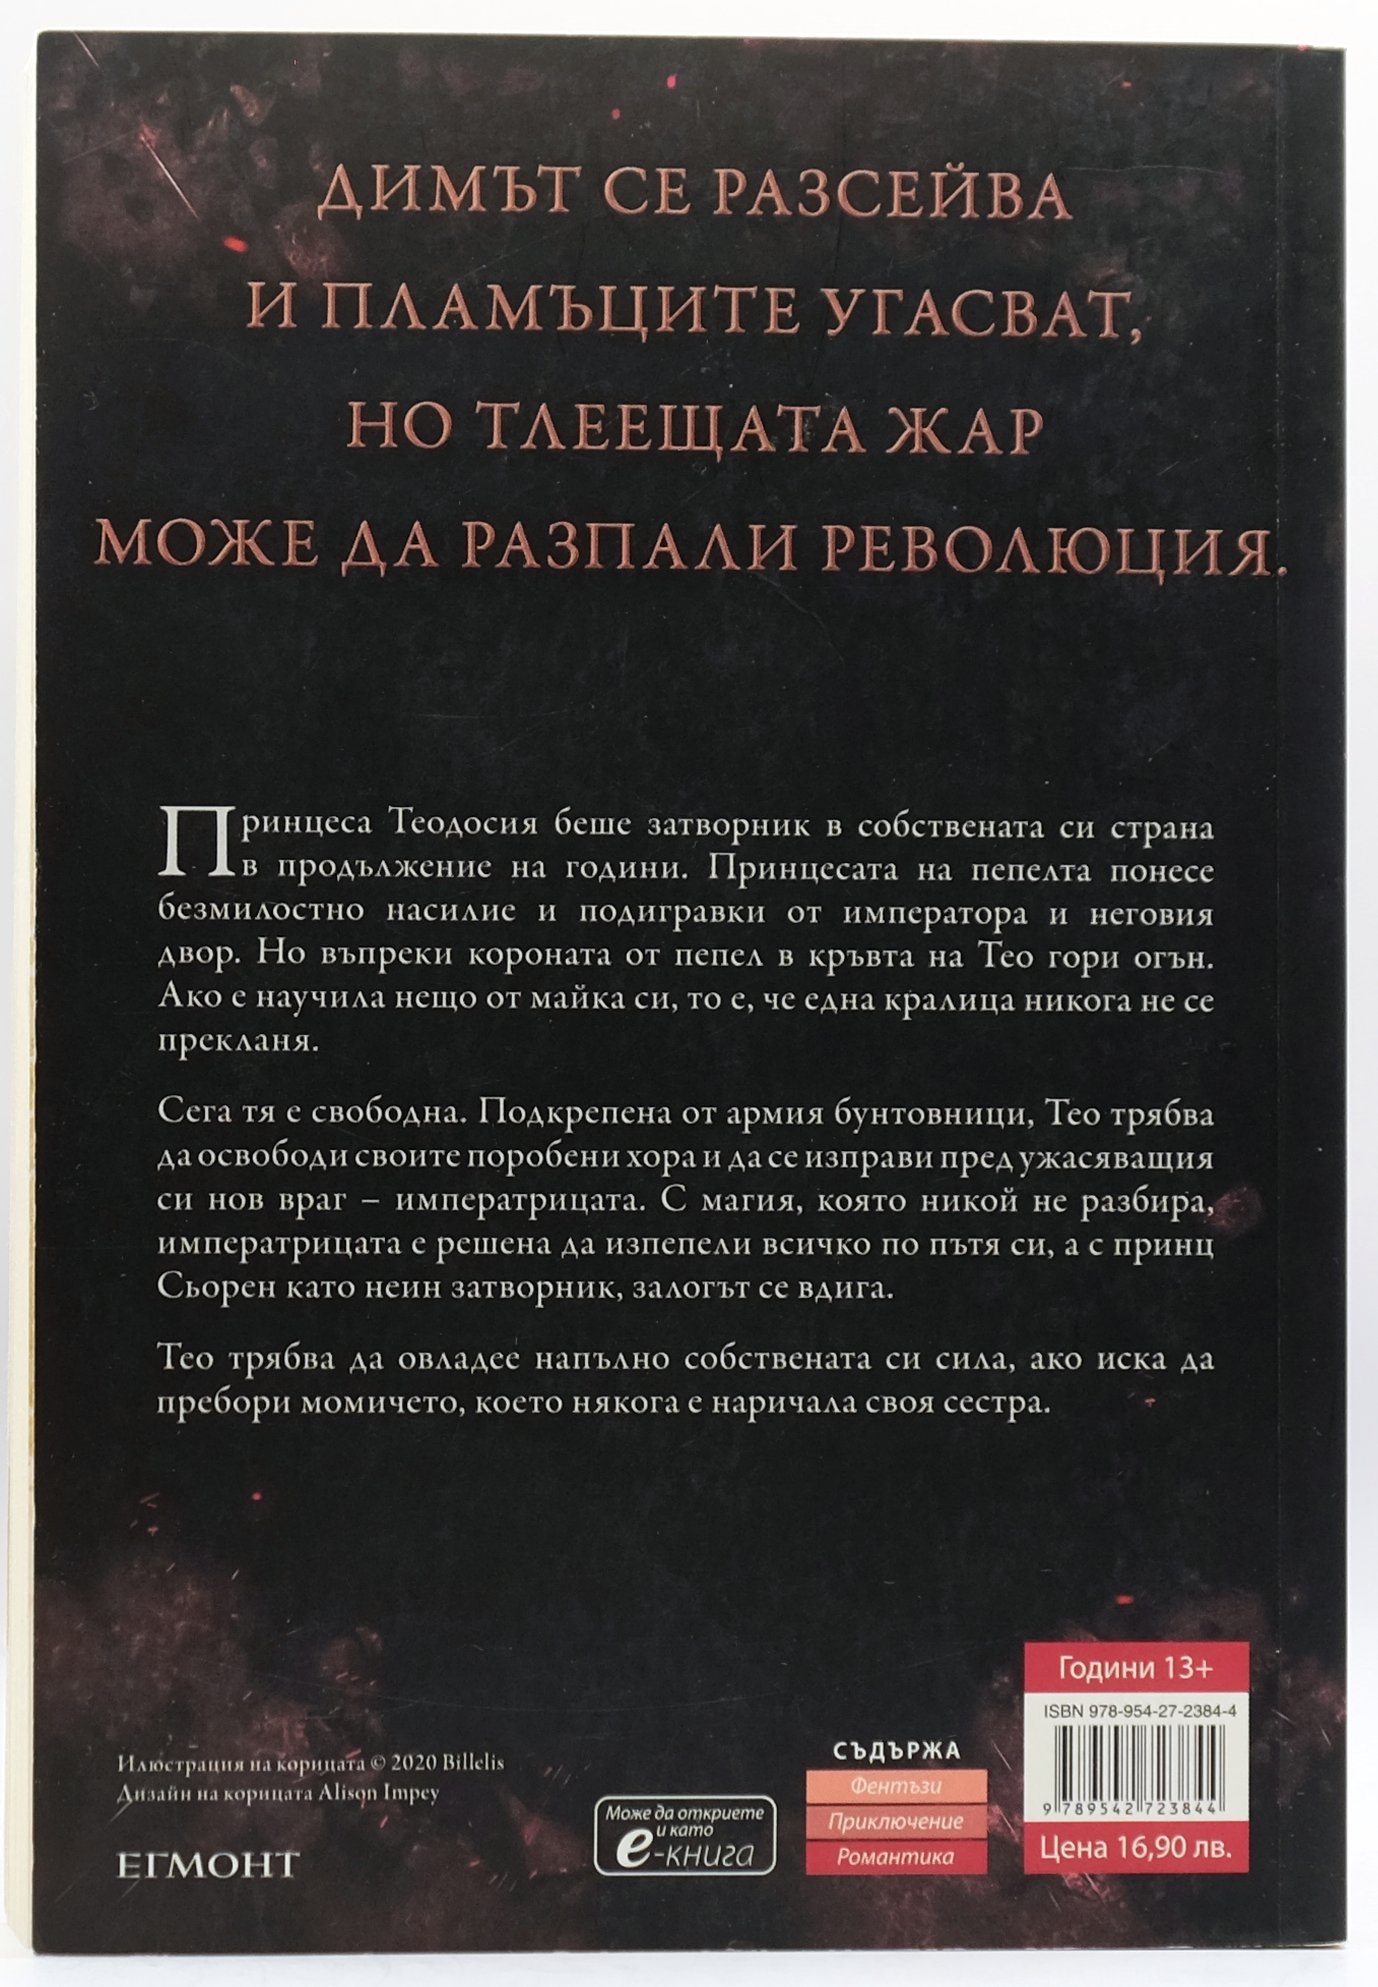 ДИМЪТ СЕ РАЗСЕЙВА
И ПЛАМЪЦИТЕ УГАСВАТ,
НО ТЛЕЕЩАТА ЖАР
МОЖЕ ДА РАЗПАЛИ РЕВОЛЮЦИЯ.
Принцеса Теодосия беше затворник в собствената си страна
в продължение на години. Принцесата на пепелта понесе
безмилостно насилие и подигравки от императора и неговия
двор. Но въпреки короната от пепел в кръвта на Тео гори огън.
Ако е научила нещо от майка си, то е, че една кралица никога не се
прекланя.
Сега тя е свободна. Подкрепена от армия бунтовници, Тео трябва
да освободи своите поробени хора и да се изправи пред ужасяващия
си нов враг – императрицата. С магия, която никой не разбира,
императрицата е решена да изпепели всичко по пътя си, а с принц
Сьорен като неин затворник, залогът се вдига.
Тео трябва да овладее напълно собствената си сила, ако иска да
пребори момичето, което някога е наричала своя сестра.
Илюстрация на корицата © 2020 Billelis
Дизайн на корицата Alison Impey
ЕГМОНТ
Може да откриете
и като
е-книга
СЪДЪРЖА
Фентъзи
Приключение
Романтика
Години 13+
ISBN 978-954-27-2384-4
9 789542 723844
Цена 16,90 лв.